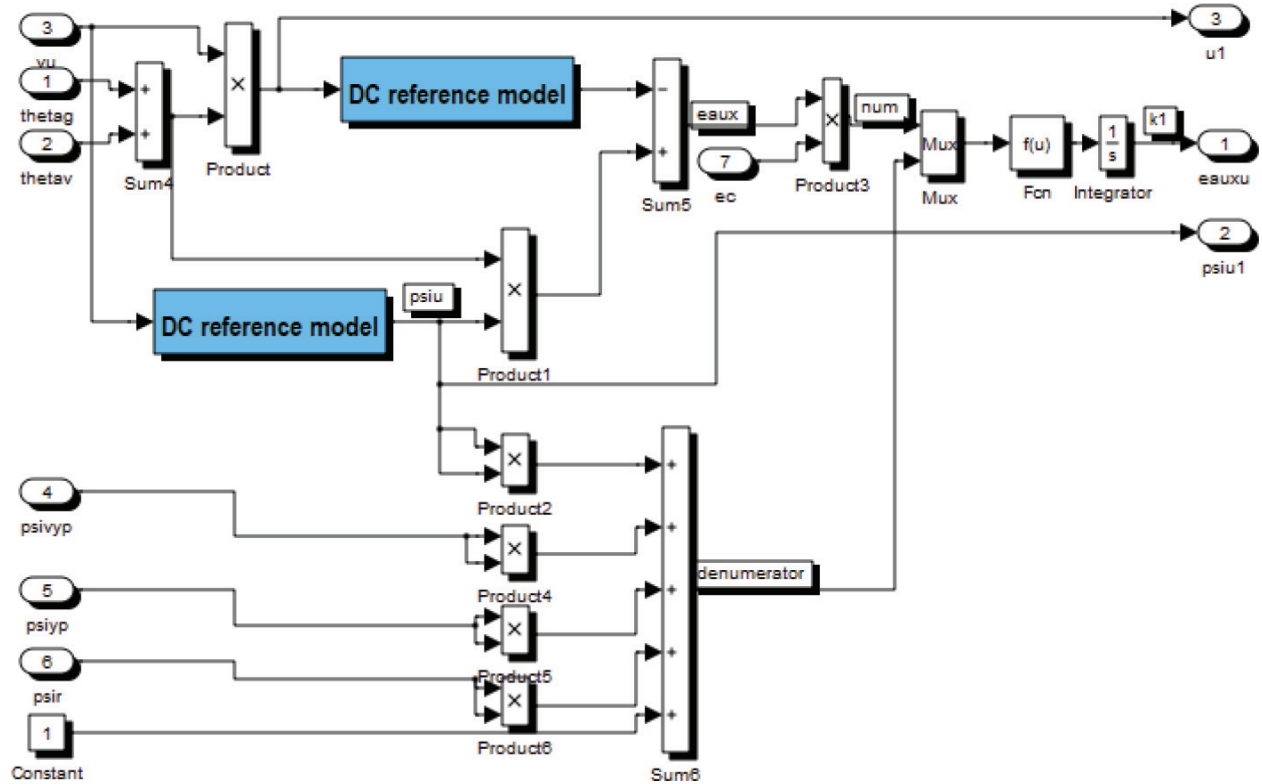 3
vu
1
thetag
2
thetav
+
+
Sum4
×
Product
DC reference model
−
+
Sum5
eaux
7
ec
×
Product3
num
Mux
Mux
f(u)
Fcn
1
s
Integrator
k1
3
u1
1
eauxu
2
psiu1
DC reference model
psiu
×
Product1
×
Product2
4
psivyp
×
Product4
5
psiyp
×
Product5
6
psir
×
Product6
1
Constant
+
+
+
+
+
Sum6
denumerator